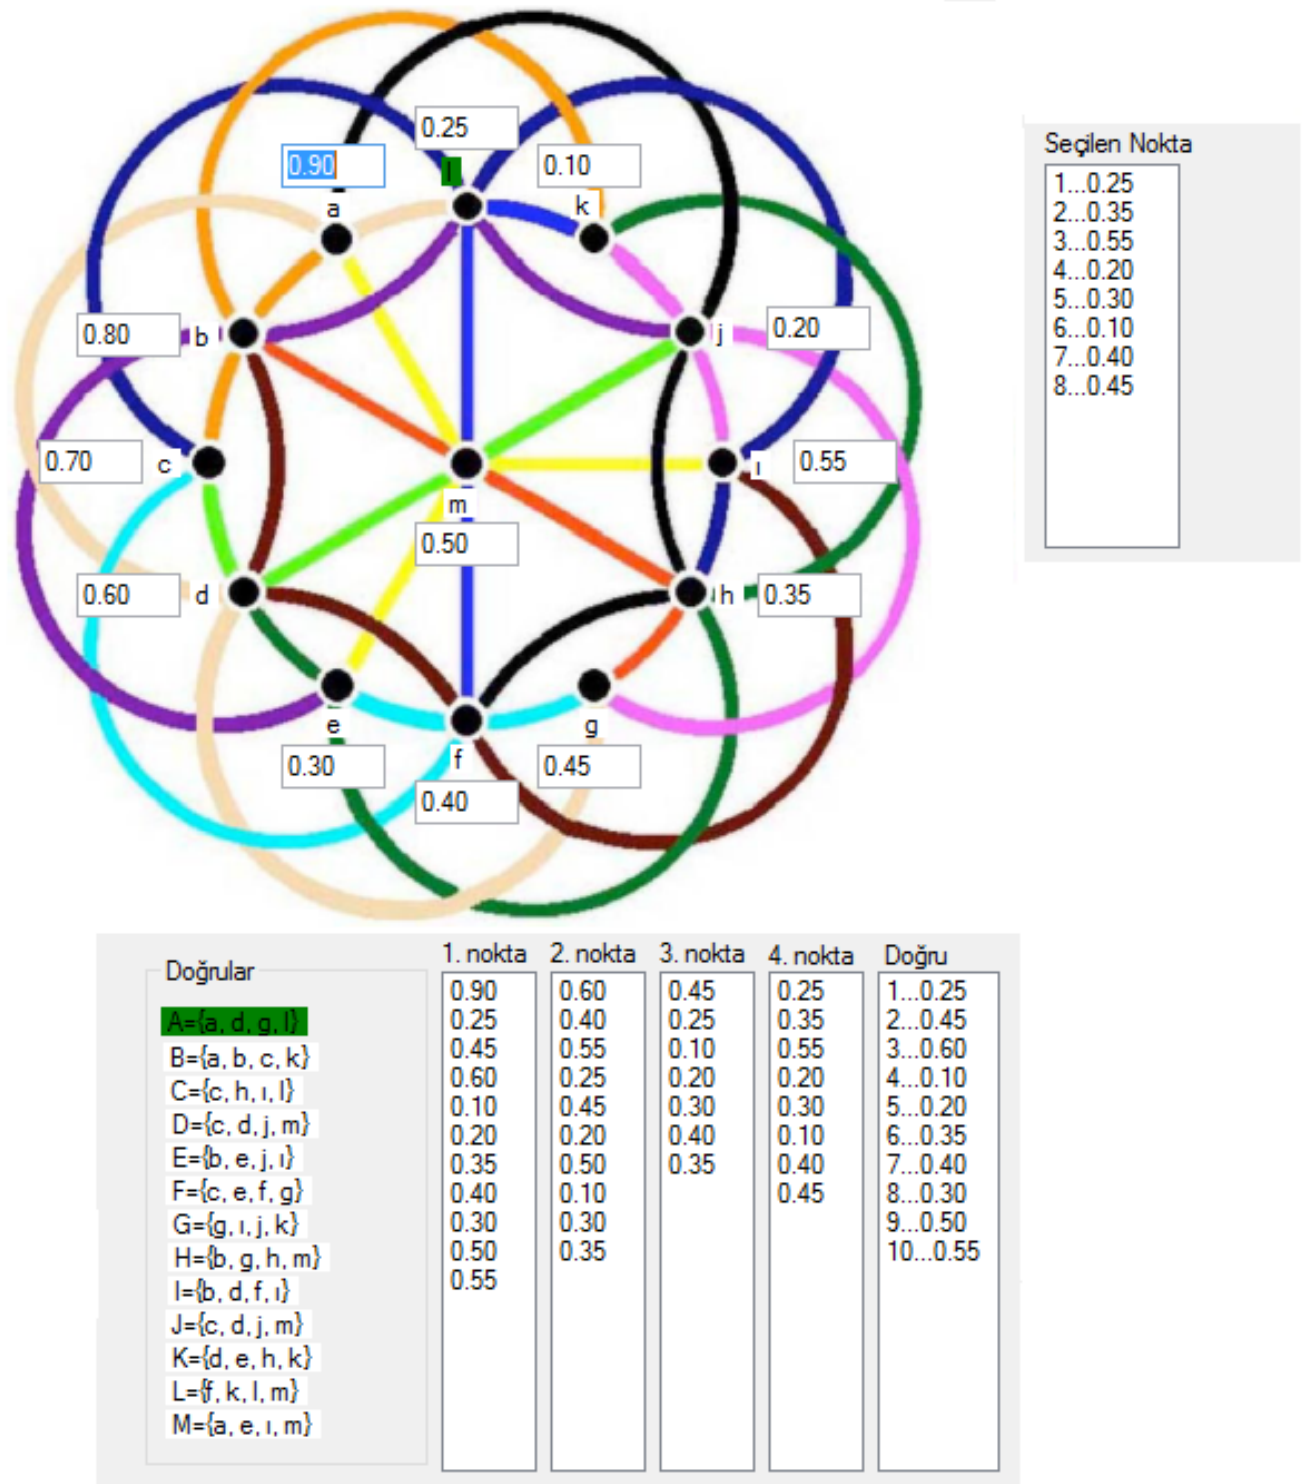 0.25
0.90
0.10
l
a
k
0.80
b
j
0.20
0.70
c
ı
0.55
m
0.50
0.60
d
h
0.35
e
f
g
0.30
0.45
0.40
Seçilen Nokta
1...0.25
2...0.35
3...0.55
4...0.20
5...0.30
6...0.10
7...0.40
8...0.45
Doğrular
A={a, d, g, l}
B={a, b, c, k}
C={c, h, ı, l}
D={c, d, j, m}
E={b, e, j, ı}
F={c, e, f, g}
G={g, ı, j, k}
H={b, g, h, m}
I={b, d, f, ı}
J={c, d, j, m}
K={d, e, h, k}
L={f, k, l, m}
M={a, e, ı, m}
1. nokta
0.90
0.25
0.45
0.60
0.10
0.20
0.35
0.40
0.30
0.50
0.55
2. nokta
0.60
0.40
0.55
0.25
0.45
0.20
0.50
0.10
0.30
0.35
3. nokta
0.45
0.25
0.10
0.20
0.30
0.40
0.35
4. nokta
0.25
0.35
0.55
0.20
0.30
0.10
0.40
0.45
Doğru
1...0.25
2...0.45
3...0.60
4...0.10
5...0.20
6...0.35
7...0.40
8...0.30
9...0.50
10...0.55